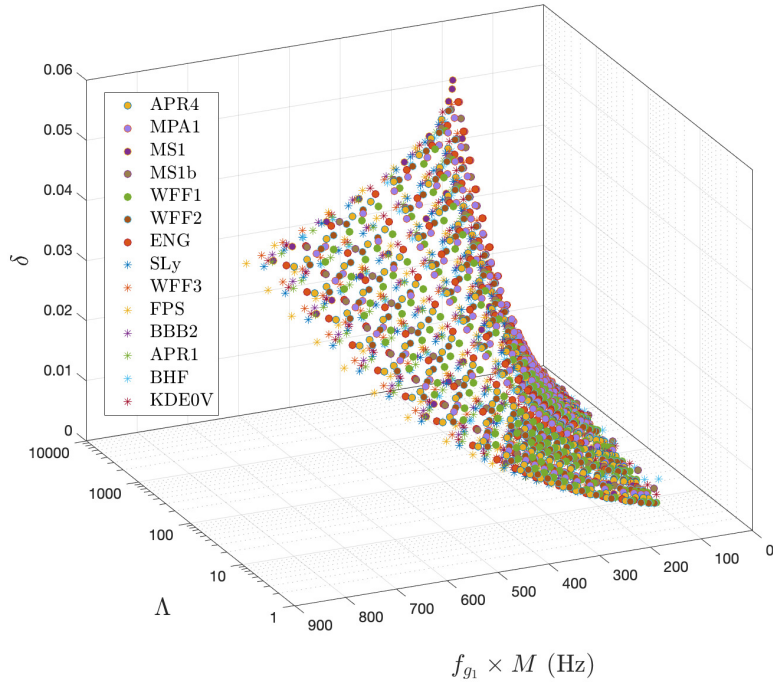 0.06
0.05
0.04
0.03
0.02
0.01
0
δ
APR4
MPA1
MS1
MS1b
WFF1
WFF2
ENG
SLy
WFF3
FPS
BBB2
APR1
BHF
KDE0V
10000
1000
100
10
1
Λ
900
800
700
600
500
400
300
200
100
0
f_{g_1} × M (Hz)